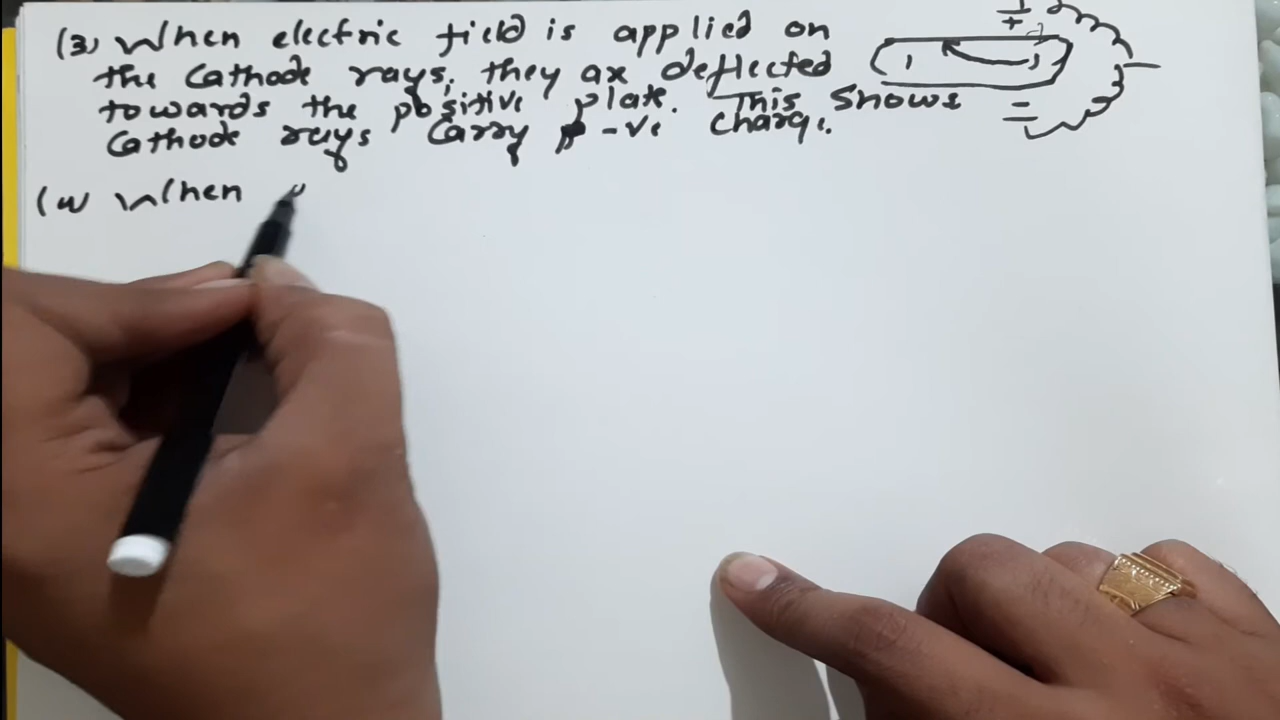 (3) When electric field is applied on
the Cathode rays, they are deflected
towards the positive plate. This shows
Cathode rays carry -ve charge.
(4) When